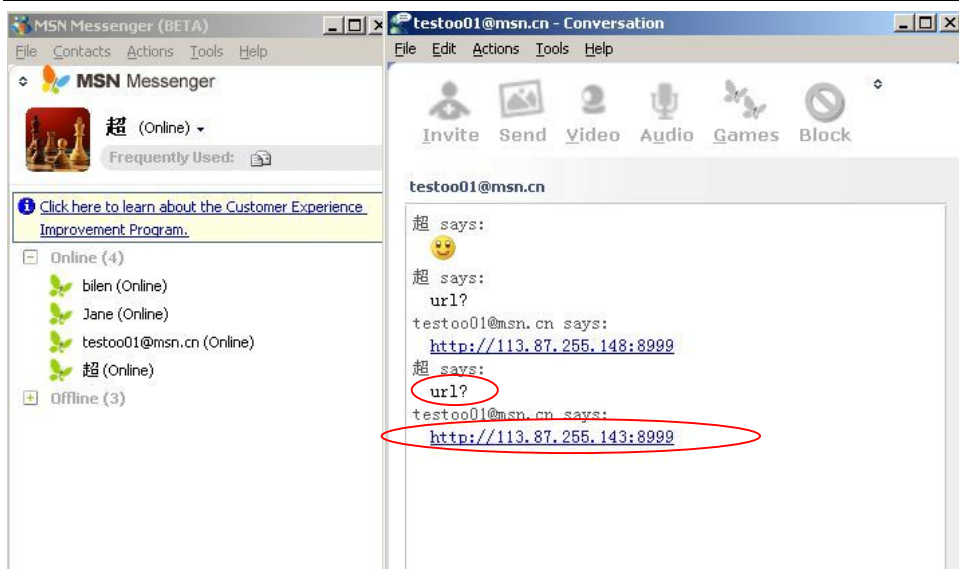 MSN Messenger (BETA)
File Contacts Actions Tools Help
MSN Messenger
超 (Online)
Frequently Used:
Click here to learn about the Customer Experience
Improvement Program.
Online (4)
bilen (Online)
Jane (Online)
testoo01@msn.cn (Online)
超 (Online)
Offline (3)
testoo01@msn.cn - Conversation
File Edit Actions Tools Help
Invite Send Video Audio Games Block
testoo01@msn.cn
超 says:
超 says:
url?
testoo01@msn.cn says:
http://113.87.255.148:8999
超 says:
url?
testoo01@msn.cn says:
http://113.87.255.143:8999